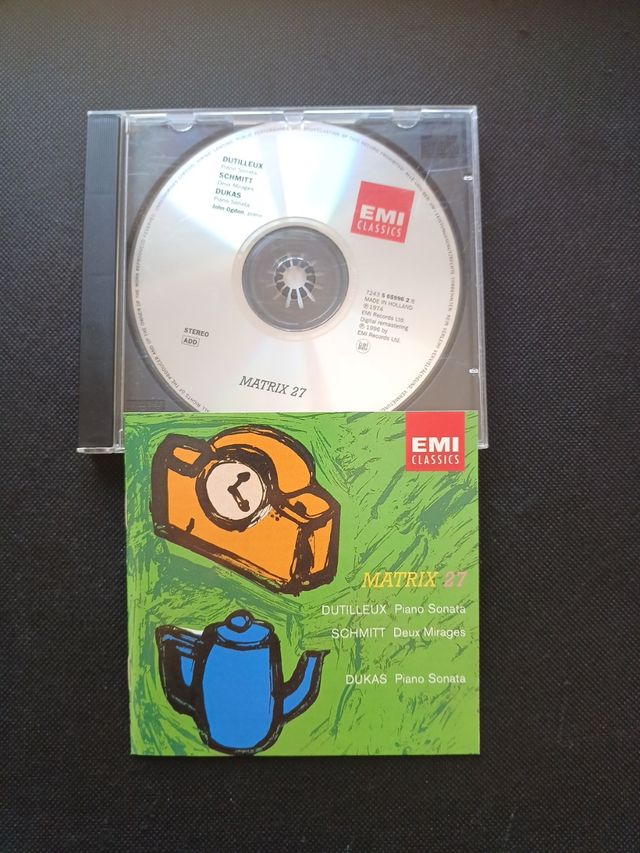 DUTILLEUX
Piano Sonata
SCHMITT
Deux Mirages
DUKAS
Piano Sonata
John Ogdon, piano
EMI
CLASSICS
7243 5 65996 2 8
MADE IN HOLLAND
℗ 1974
EMI Records Ltd.
Digital remastering
℗ 1996 by
EMI Records Ltd.
STEREO
ADD
MATRIX 27
EMI
CLASSICS
MATRIX 27
DUTILLEUX Piano Sonata
SCHMITT Deux Mirages
DUKAS Piano Sonata